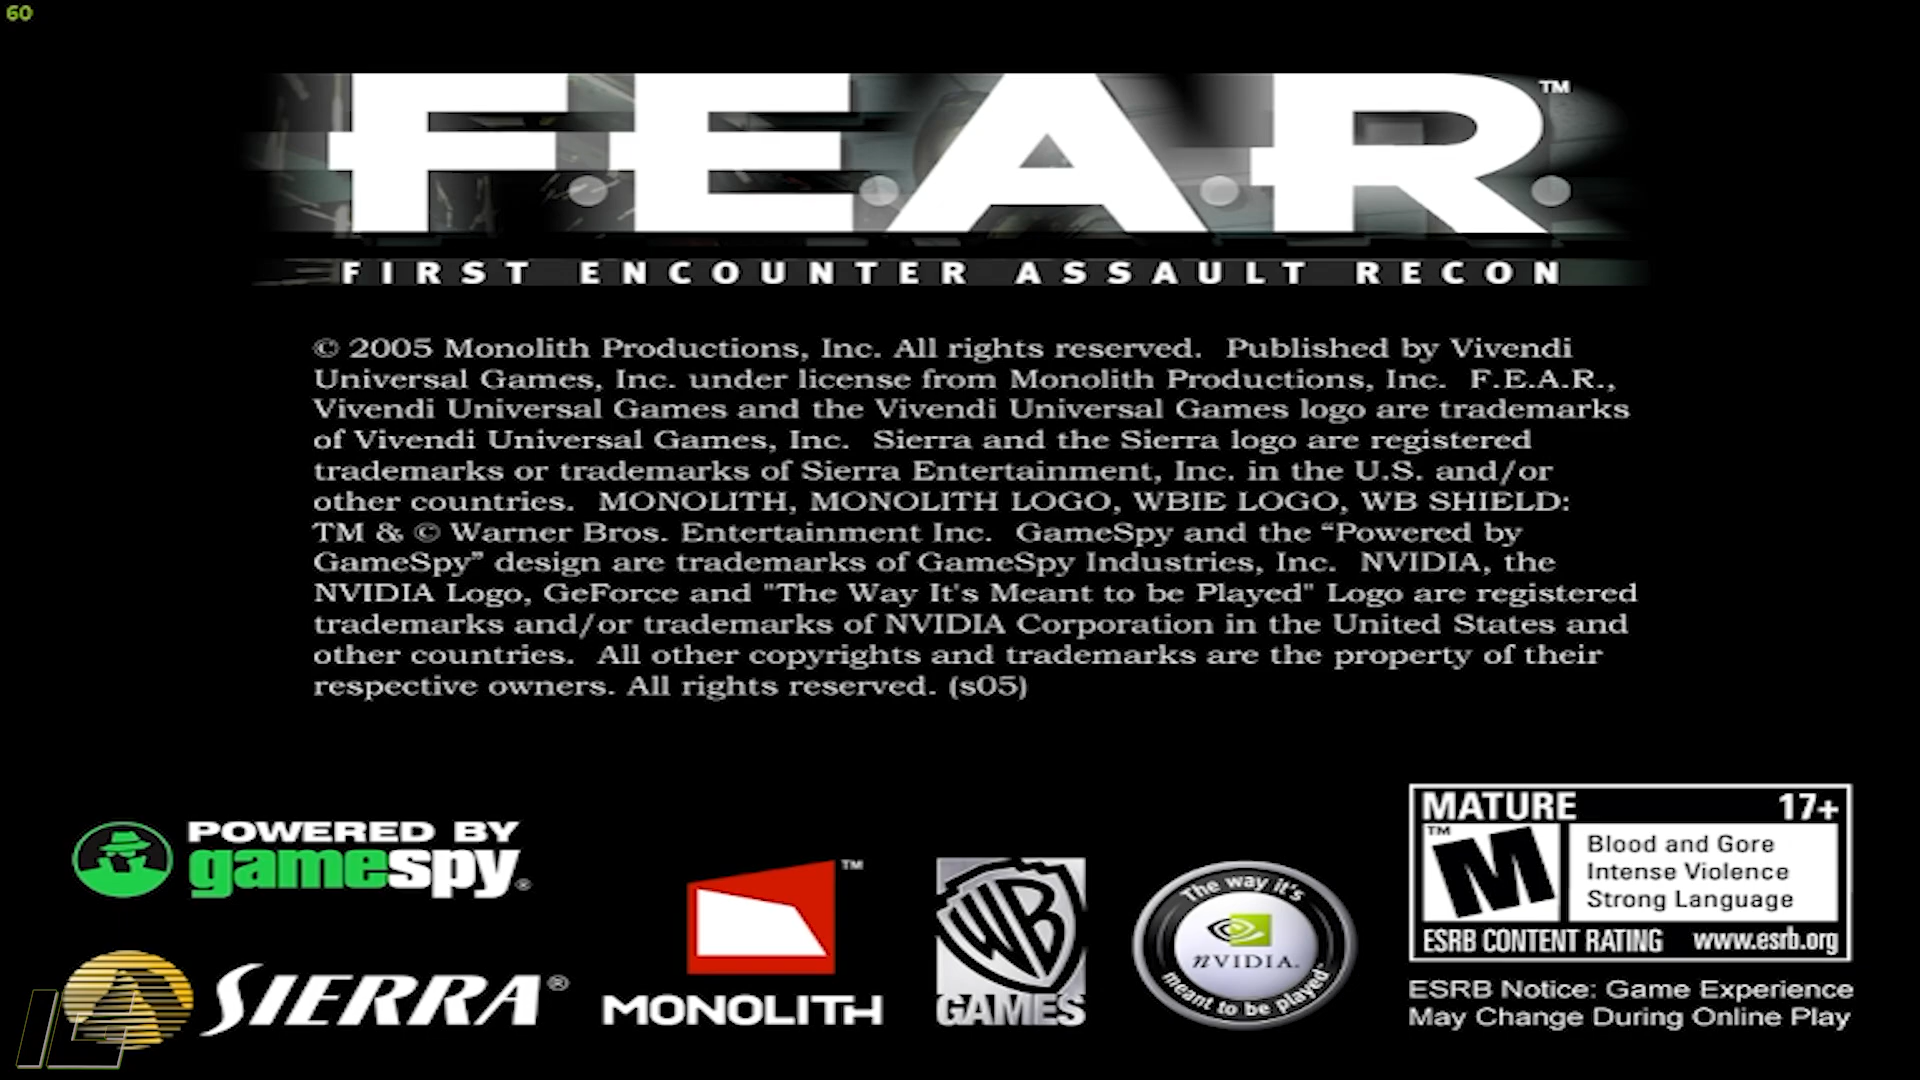 60
F.E.A.R.™
FIRST ENCOUNTER ASSAULT RECON
© 2005 Monolith Productions, Inc. All rights reserved.  Published by Vivendi
Universal Games, Inc. under license from Monolith Productions, Inc.  F.E.A.R.,
Vivendi Universal Games and the Vivendi Universal Games logo are trademarks
of Vivendi Universal Games, Inc.  Sierra and the Sierra logo are registered
trademarks or trademarks of Sierra Entertainment, Inc. in the U.S. and/or
other countries.  MONOLITH, MONOLITH LOGO, WBIE LOGO, WB SHIELD:
TM & © Warner Bros. Entertainment Inc.  GameSpy and the “Powered by
GameSpy” design are trademarks of GameSpy Industries, Inc.  NVIDIA, the
NVIDIA Logo, GeForce and "The Way It's Meant to be Played" Logo are registered
trademarks and/or trademarks of NVIDIA Corporation in the United States and
other countries.  All other copyrights and trademarks are the property of their
respective owners. All rights reserved. (s05)
POWERED BY
gamespy®
SIERRA®
™
MONOLITH
WB
GAMES
The way it's
nVIDIA.
meant to be played™
MATURE 17+
™
M
Blood and Gore
Intense Violence
Strong Language
ESRB CONTENT RATING www.esrb.org
ESRB Notice: Game Experience
May Change During Online Play